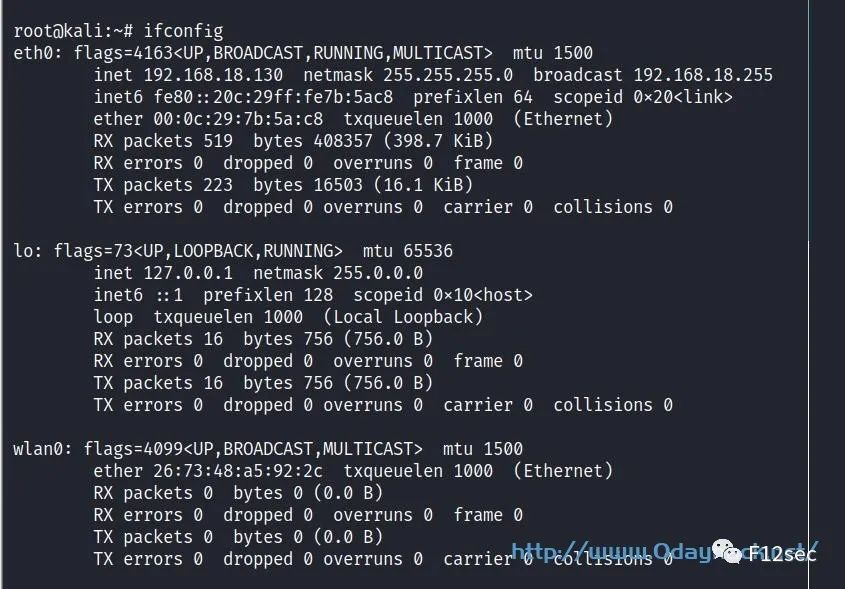 root@kali:~# ifconfig
eth0: flags=4163<UP,BROADCAST,RUNNING,MULTICAST>  mtu 1500
        inet 192.168.18.130  netmask 255.255.255.0  broadcast 192.168.18.255
        inet6 fe80::20c:29ff:fe7b:5ac8  prefixlen 64  scopeid 0×20<link>
        ether 00:0c:29:7b:5a:c8  txqueuelen 1000  (Ethernet)
        RX packets 519  bytes 408357 (398.7 KiB)
        RX errors 0  dropped 0  overruns 0  frame 0
        TX packets 223  bytes 16503 (16.1 KiB)
        TX errors 0  dropped 0 overruns 0  carrier 0  collisions 0

lo: flags=73<UP,LOOPBACK,RUNNING>  mtu 65536
        inet 127.0.0.1  netmask 255.0.0.0
        inet6 ::1  prefixlen 128  scopeid 0×10<host>
        loop  txqueuelen 1000  (Local Loopback)
        RX packets 16  bytes 756 (756.0 B)
        RX errors 0  dropped 0  overruns 0  frame 0
        TX packets 16  bytes 756 (756.0 B)
        TX errors 0  dropped 0 overruns 0  carrier 0  collisions 0

wlan0: flags=4099<UP,BROADCAST,MULTICAST>  mtu 1500
        ether 26:73:48:a5:92:2c  txqueuelen 1000  (Ethernet)
        RX packets 0  bytes 0 (0.0 B)
        RX errors 0  dropped 0  overruns 0  frame 0
        TX packets 0  bytes 0 (0.0 B)
        TX errors 0  dropped 0 overruns 0  carrier 0  collisions 0
F12sec